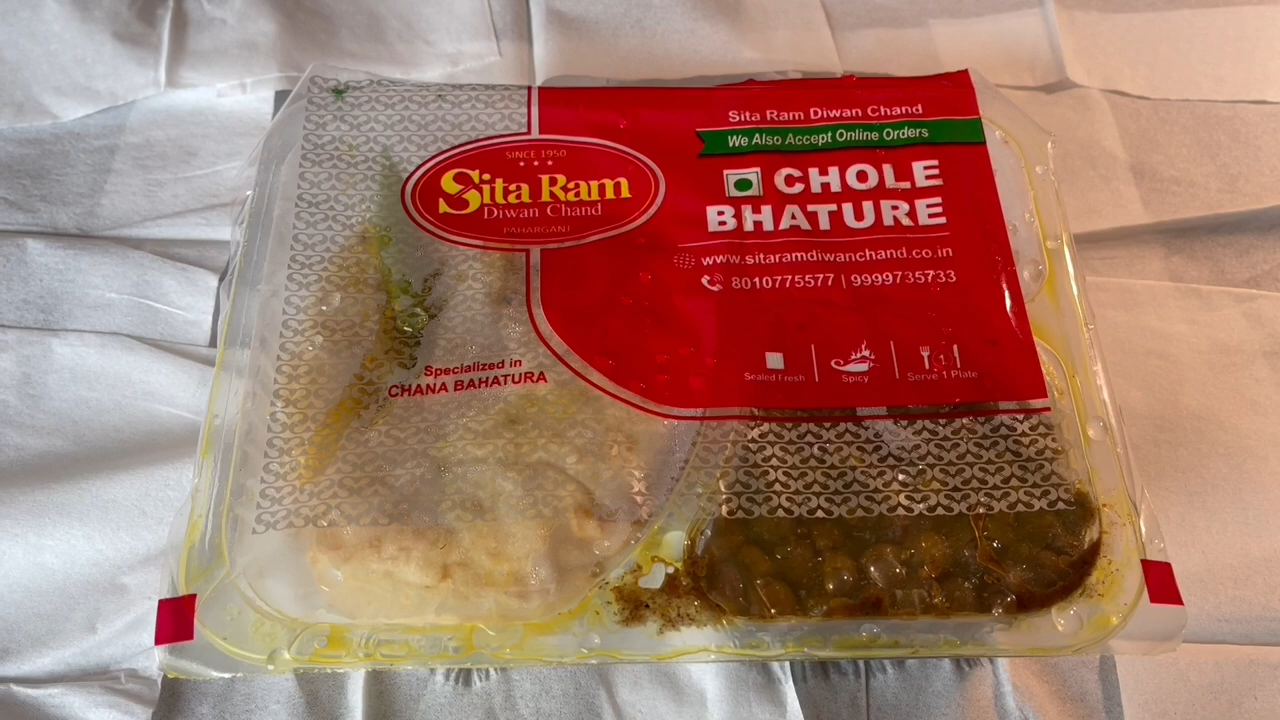 SINCE 1950
Sita Ram
Diwan Chand
PAHARGANJ
Sita Ram Diwan Chand
We Also Accept Online Orders
CHOLE
BHATURE
www.sitaramdiwanchand.co.in
8010775577 | 9999735733
Specialized in
CHANA BAHATURA
Sealed Fresh
Spicy
1
Serve 1 Plate